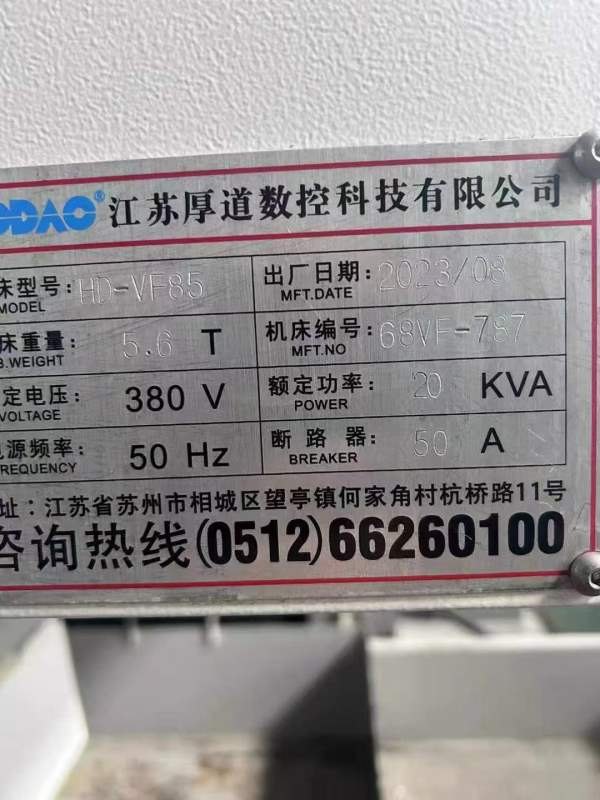 ODAO® 江苏厚道数控科技有限公司
床型号: HD-VF85 出厂日期: 2023/08
MODEL MFT.DATE
床重量: 5.6 T 机床编号: 68VF-787
B.WEIGHT MFT.NO
定电压: 380 V 额定功率: 20 KVA
VOLTAGE POWER
电源频率: 50 Hz 断路器: 50 A
FREQUENCY BREAKER
址: 江苏省苏州市相城区望亭镇何家角村杭桥路11号
咨询热线(0512)66260100